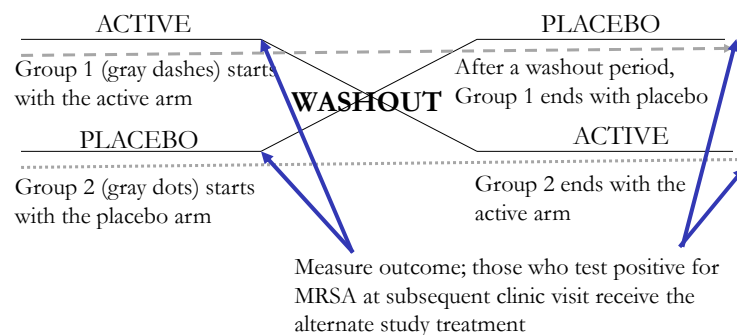 ACTIVE
PLACEBO
Group 1 (gray dashes) starts
with the active arm
After a washout period,
Group 1 ends with placebo
WASHOUT
PLACEBO
ACTIVE
Group 2 (gray dots) starts
with the placebo arm
Group 2 ends with the
active arm
Measure outcome; those who test positive for
MRSA at subsequent clinic visit receive the
alternate study treatment